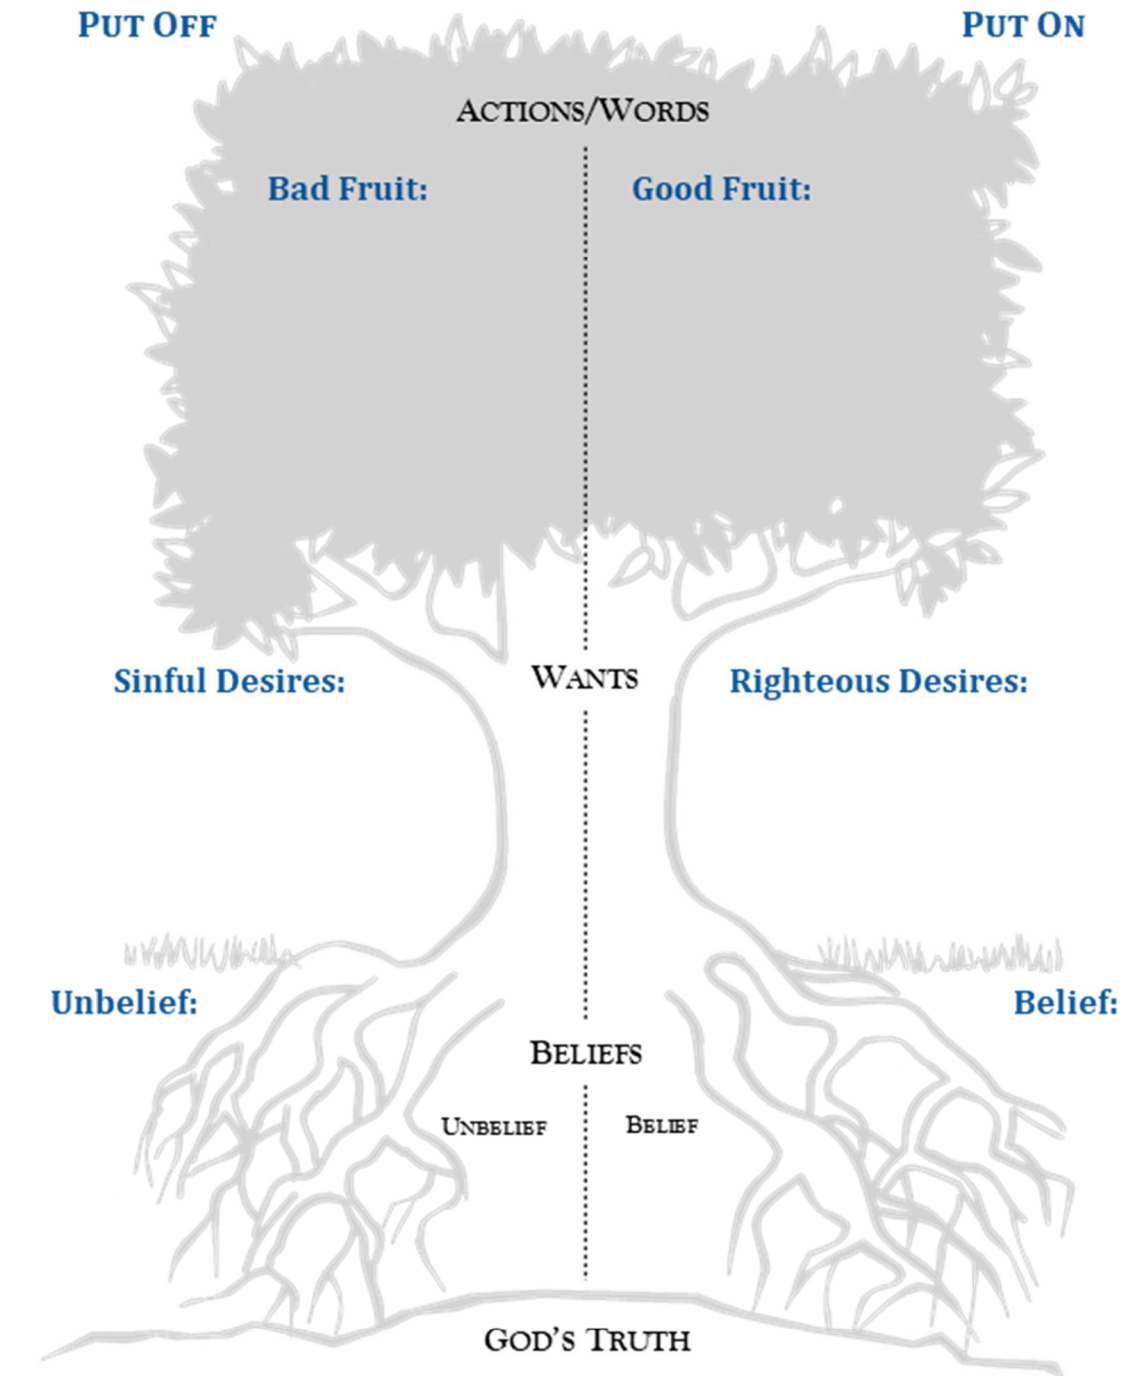 PUT OFF PUT ON
ACTIONS/WORDS
Bad Fruit: Good Fruit:
WANTS
Sinful Desires: Righteous Desires:
Unbelief: Belief:
BELIEFS
UNBELIEF BELIEF
GOD'S TRUTH